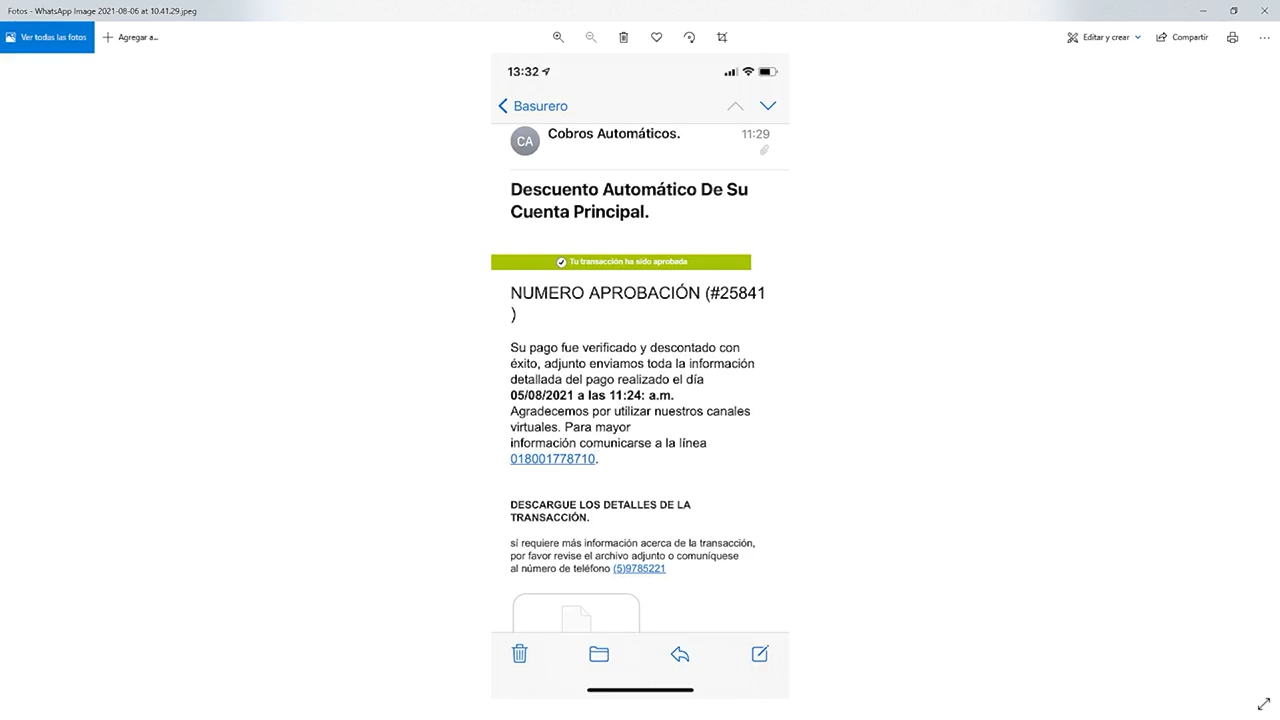 Fotos - WhatsApp Image 2021-08-06 at 10.41.29.jpeg
Ver todas las fotos
Agregar a...
Editar y crear
Compartir
13:32
Basurero
CA
Cobros Automáticos.
11:29
Descuento Automático De Su
Cuenta Principal.
Tu transacción ha sido aprobada
NUMERO APROBACIÓN (#25841
)
Su pago fue verificado y descontado con
éxito, adjunto enviamos toda la información
detallada del pago realizado el día
05/08/2021 a las 11:24: a.m.
Agradecemos por utilizar nuestros canales
virtuales. Para mayor
información comunicarse a la línea
018001778710.
DESCARGUE LOS DETALLES DE LA
TRANSACCIÓN.
sí requiere más información acerca de la transacción,
por favor revise el archivo adjunto o comuníquese
al número de teléfono (5)9785221